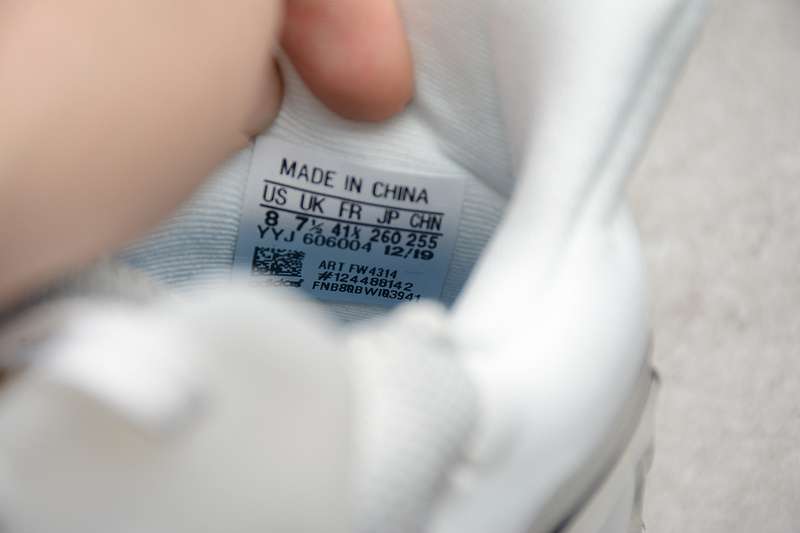 MADE IN CHINA
US UK FR JP CHN
8 7½ 41⅓ 260 255
YYJ 606004 12/19
ART FW4314
#124488142
FNB80BWI03941